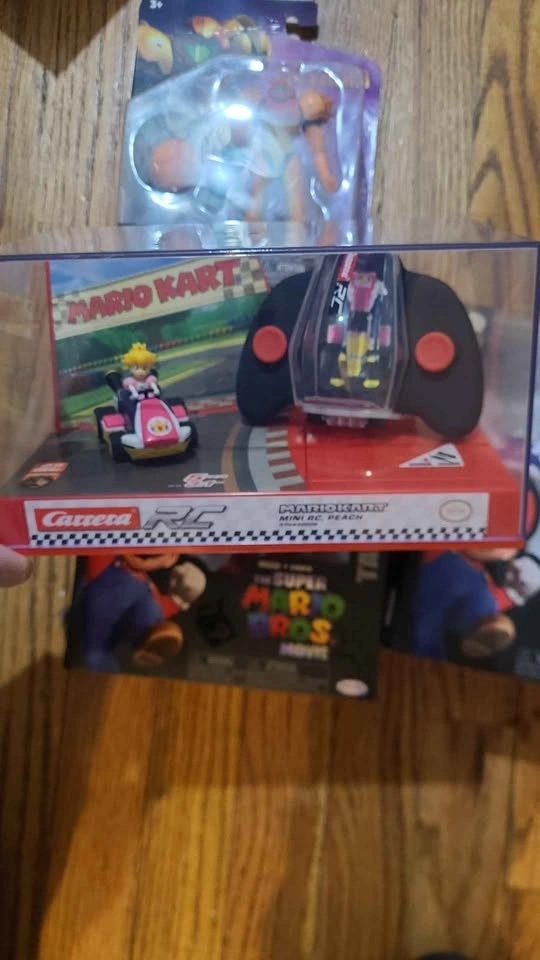 3+
MARIO KART
RC
Carrera RC
MARIOKART
MINI RC, PEACH
THE SUPER
MARIO
BROS.
MOVIE